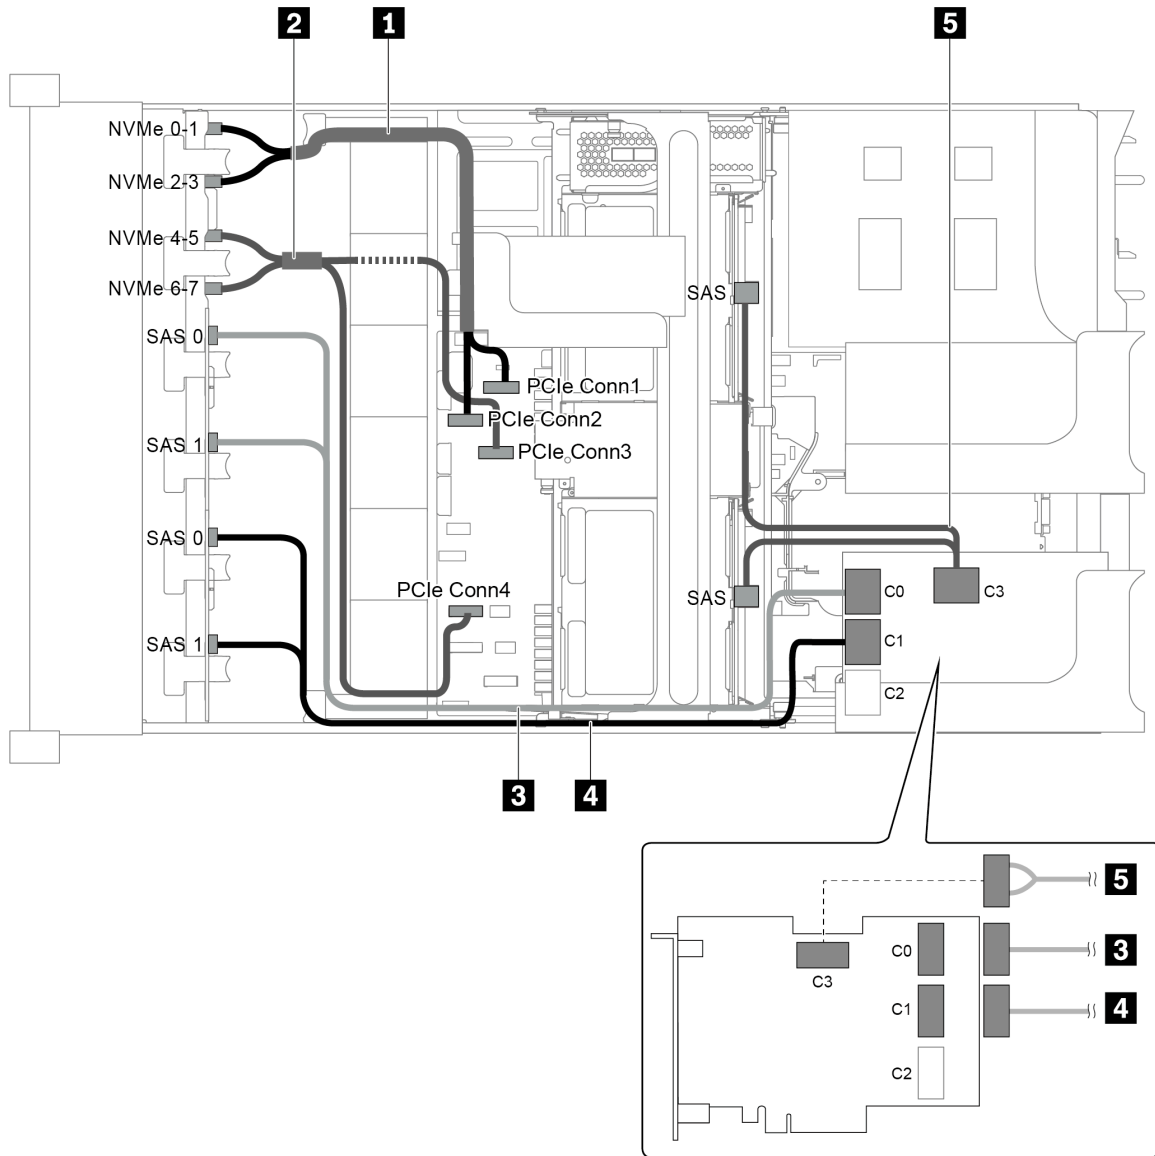 2
1
5
NVMe 0-1
NVMe 2-3
NVMe 4-5
NVMe 6-7
SAS 0
SAS 1
SAS 0
SAS 1
PCIe Conn1
PCIe Conn2
PCIe Conn3
PCIe Conn4
SAS
SAS
C0
C3
C1
C2
3
4
5
C0
3
C3
C1
4
C2